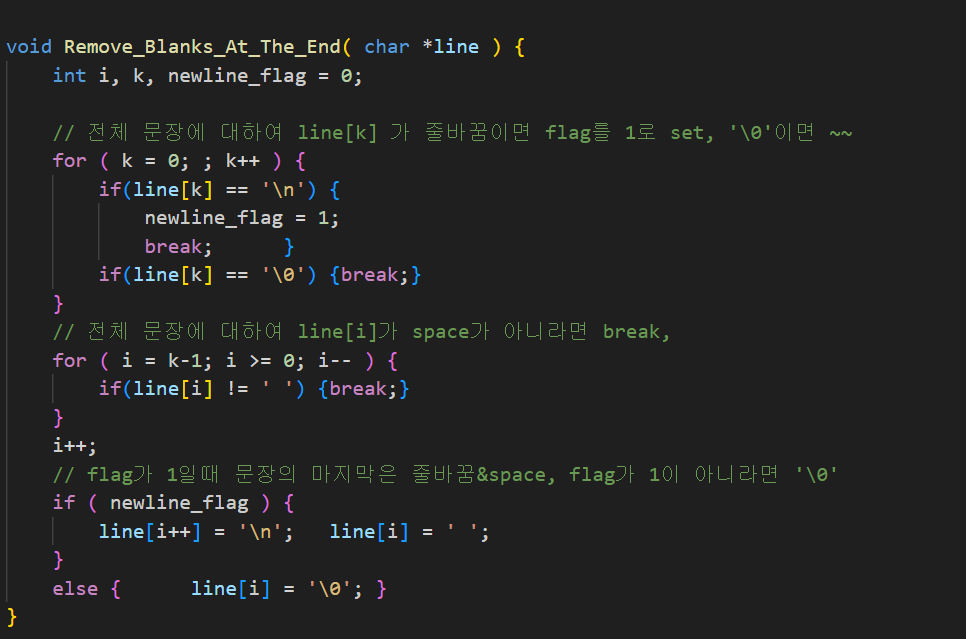 void Remove_Blanks_At_The_End( char *line ) {
    int i, k, newline_flag = 0;
    // 전체 문장에 대하여 line[k] 가 줄바꿈이면 flag를 1로 set, '\0'이면 ~~
    for ( k = 0; ; k++ ) {
        if(line[k] == '\n') {
            newline_flag = 1;
            break;      }
        if(line[k] == '\0') {break;}
    }
    // 전체 문장에 대하여 line[i]가 space가 아니라면 break,
    for ( i = k-1; i >= 0; i-- ) {
        if(line[i] != ' ') {break;}
    }
    i++;
    // flag가 1일때 문장의 마지막은 줄바꿈&space, flag가 1이 아니라면 '\0'
    if ( newline_flag ) {
        line[i++] = '\n';   line[i] = ' ';
    }
    else {      line[i] = '\0'; }
}